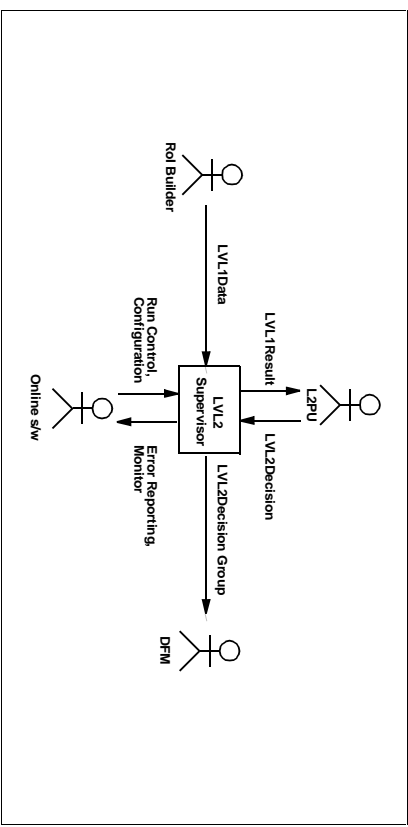 L2PU
LVL1Result
LVL2Decision
LVL1Data
LVL2
Supervisor
LVL2Decision Group
RoI Builder
DFM
Run Control,
Configuration
Error Reporting,
Monitor
Online s/w